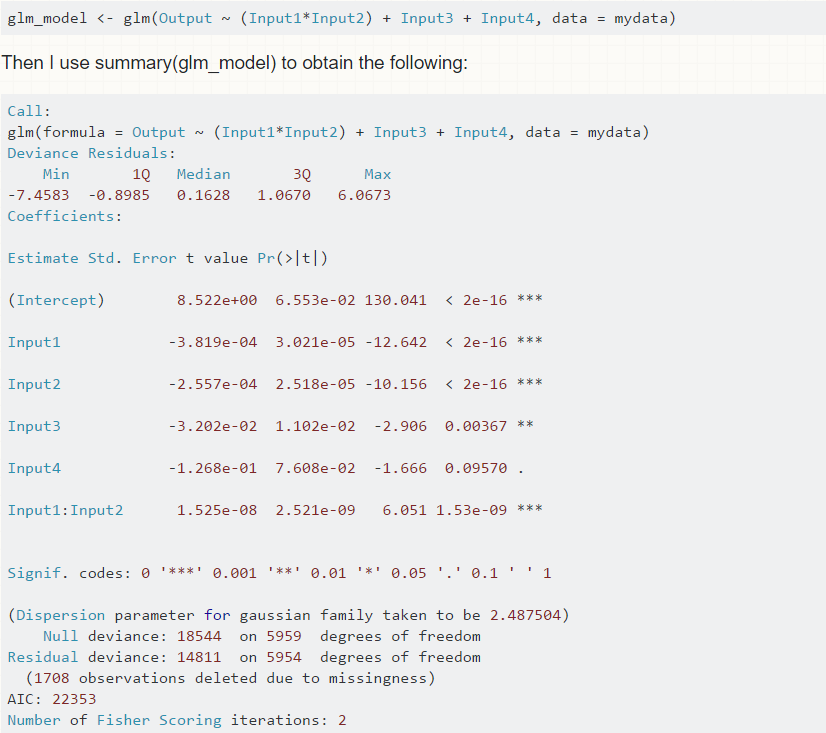 glm_model <- glm(Output ~ (Input1*Input2) + Input3 + Input4, data = mydata)
Then I use summary(glm_model) to obtain the following:
Call:
glm(formula = Output ~ (Input1*Input2) + Input3 + Input4, data = mydata)
Deviance Residuals:
    Min       1Q   Median       3Q      Max
-7.4583  -0.8985   0.1628   1.0670   6.0673
Coefficients:
Estimate Std. Error t value Pr(>|t|)
(Intercept)        8.522e+00  6.553e-02 130.041  < 2e-16 ***
Input1            -3.819e-04  3.021e-05 -12.642  < 2e-16 ***
Input2            -2.557e-04  2.518e-05 -10.156  < 2e-16 ***
Input3            -3.202e-02  1.102e-02  -2.906  0.00367 **
Input4            -1.268e-01  7.608e-02  -1.666  0.09570 .
Input1:Input2      1.525e-08  2.521e-09   6.051 1.53e-09 ***
Signif. codes: 0 '***' 0.001 '**' 0.01 '*' 0.05 '.' 0.1 ' ' 1
(Dispersion parameter for gaussian family taken to be 2.487504)
    Null deviance: 18544  on 5959  degrees of freedom
Residual deviance: 14811  on 5954  degrees of freedom
  (1708 observations deleted due to missingness)
AIC: 22353
Number of Fisher Scoring iterations: 2